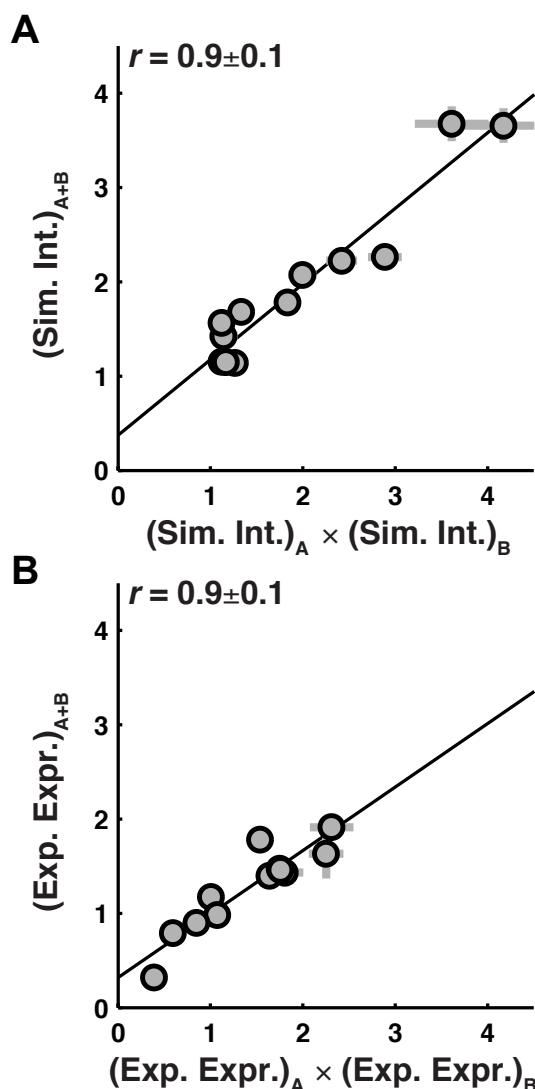 A
r = 0.9±0.1
4
3
2
1
0
0 1 2 3 4
(Sim. Int.)A+B
(Sim. Int.)A × (Sim. Int.)B
B
r = 0.9±0.1
4
3
2
1
0
0 1 2 3 4
(Exp. Expr.)A+B
(Exp. Expr.)A × (Exp. Expr.)B